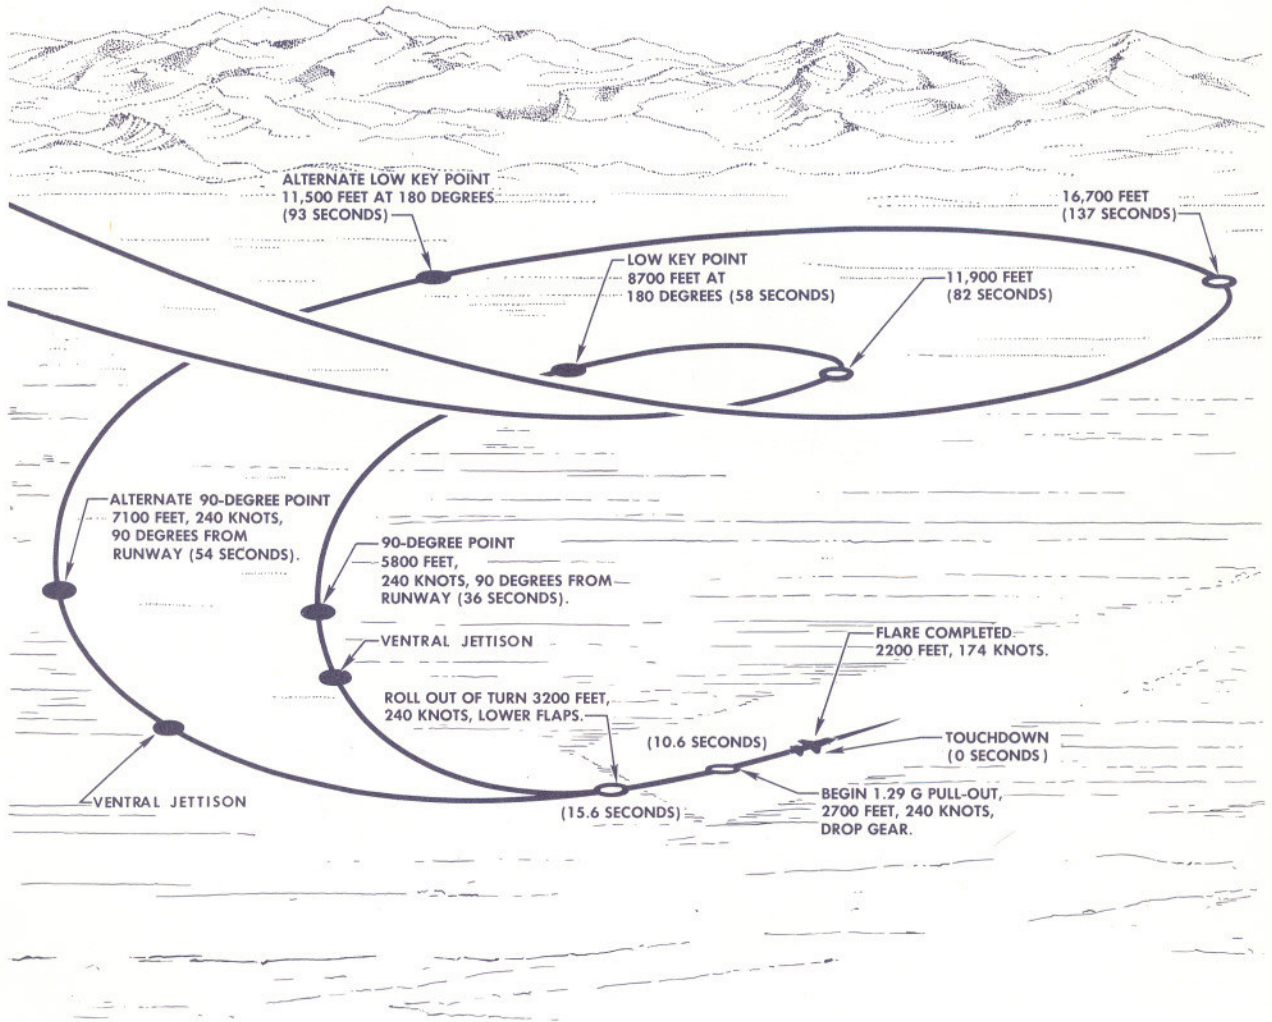 ALTERNATE LOW KEY POINT
11,500 FEET AT 180 DEGREES
(93 SECONDS)
16,700 FEET
(137 SECONDS)
LOW KEY POINT
8700 FEET AT
180 DEGREES (58 SECONDS)
11,900 FEET
(82 SECONDS)
ALTERNATE 90-DEGREE POINT
7100 FEET, 240 KNOTS,
90 DEGREES FROM
RUNWAY (54 SECONDS).
90-DEGREE POINT
5800 FEET,
240 KNOTS, 90 DEGREES FROM
RUNWAY (36 SECONDS).
VENTRAL JETTISON
FLARE COMPLETED
2200 FEET, 174 KNOTS.
ROLL OUT OF TURN 3200 FEET,
240 KNOTS, LOWER FLAPS.
(10.6 SECONDS)
TOUCHDOWN
(0 SECONDS)
VENTRAL JETTISON
(15.6 SECONDS)
BEGIN 1.29 G PULL-OUT,
2700 FEET, 240 KNOTS,
DROP GEAR.